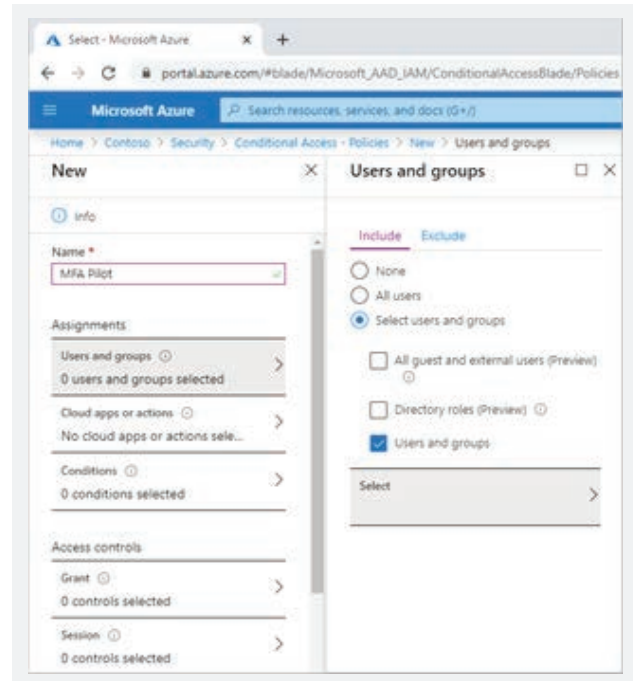 Select - Microsoft Azure
portal.azure.com/#blade/Microsoft_AAD_IAM/ConditionalAccessBlade/Policies
Microsoft Azure
Search resources, services, and docs (G+/)
Home > Contoso > Security > Conditional Access - Policies > New > Users and groups
New
Info
Name *
MFA Pilot
Assignments
Users and groups
0 users and groups selected
Cloud apps or actions
No cloud apps or actions sele...
Conditions
0 conditions selected
Access controls
Grant
0 controls selected
Session
0 controls selected
Users and groups
Include Exclude
None
All users
Select users and groups
All guest and external users (Preview)
Directory roles (Preview)
Users and groups
Select